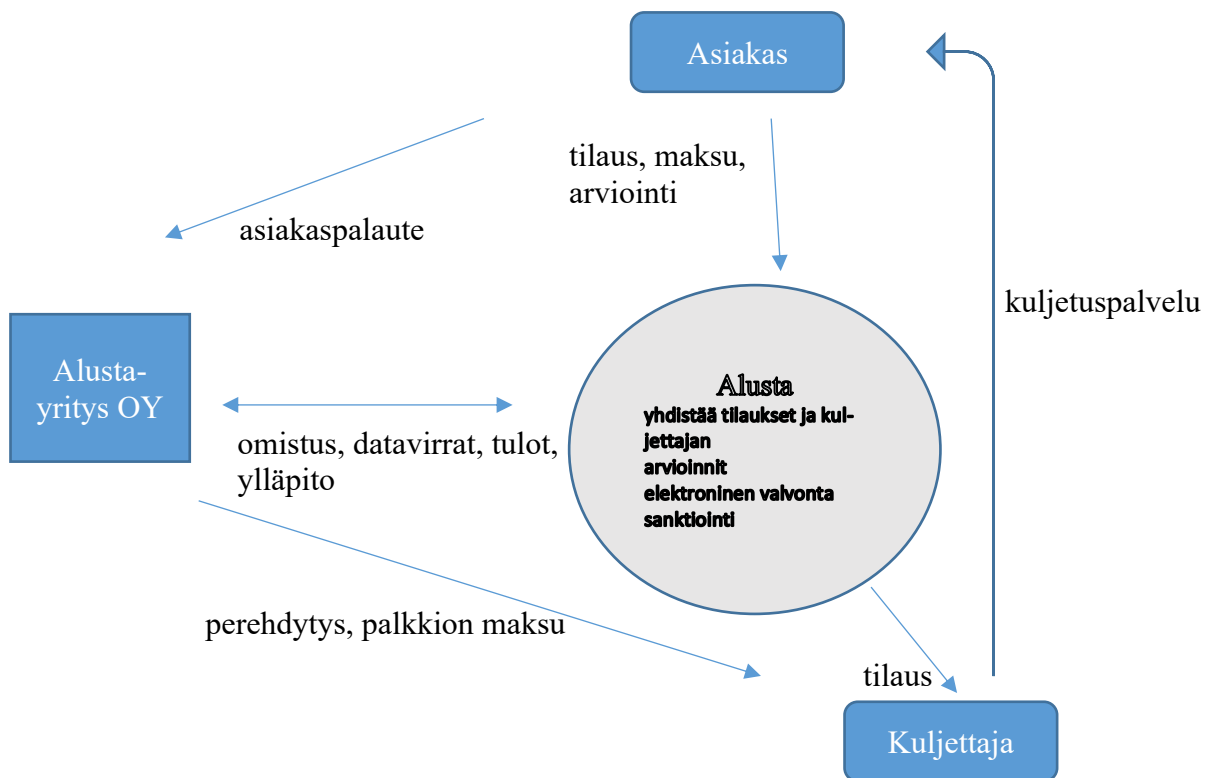 Asiakas
tilaus, maksu,
arviointi
asiakaspalaute
kuljetuspalvelu
Alusta-
yritys OY
Alusta
yhdistää tilaukset ja kul-
jettajan
arvioinnit
elektroninen valvonta
sanktiointi
omistus, datavirrat, tulot,
ylläpito
perehdytys, palkkion maksu
tilaus
Kuljettaja